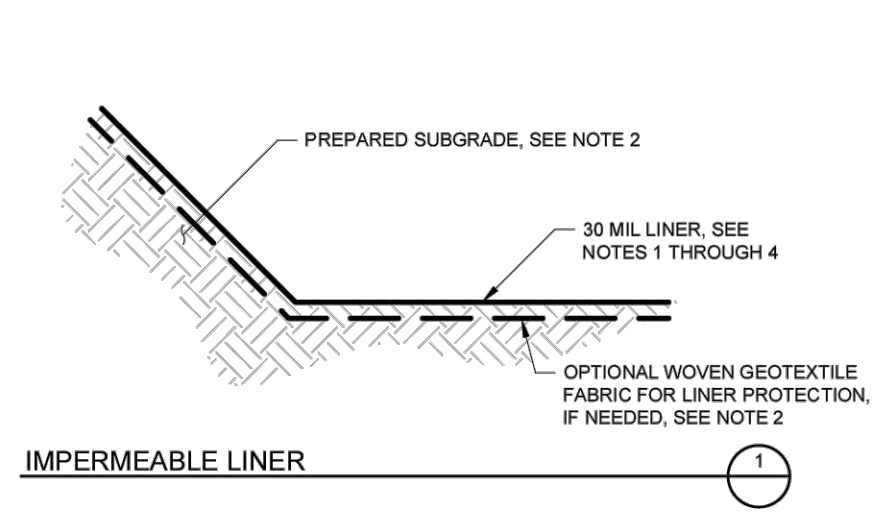 PREPARED SUBGRADE, SEE NOTE 2
30 MIL LINER, SEE
NOTES 1 THROUGH 4
OPTIONAL WOVEN GEOTEXTILE
FABRIC FOR LINER PROTECTION,
IF NEEDED, SEE NOTE 2
IMPERMEABLE LINER
1